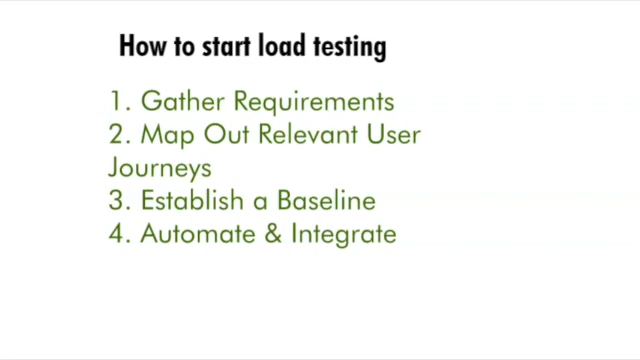 How to start load testing
1. Gather Requirements
2. Map Out Relevant User
Journeys
3. Establish a Baseline
4. Automate & Integrate